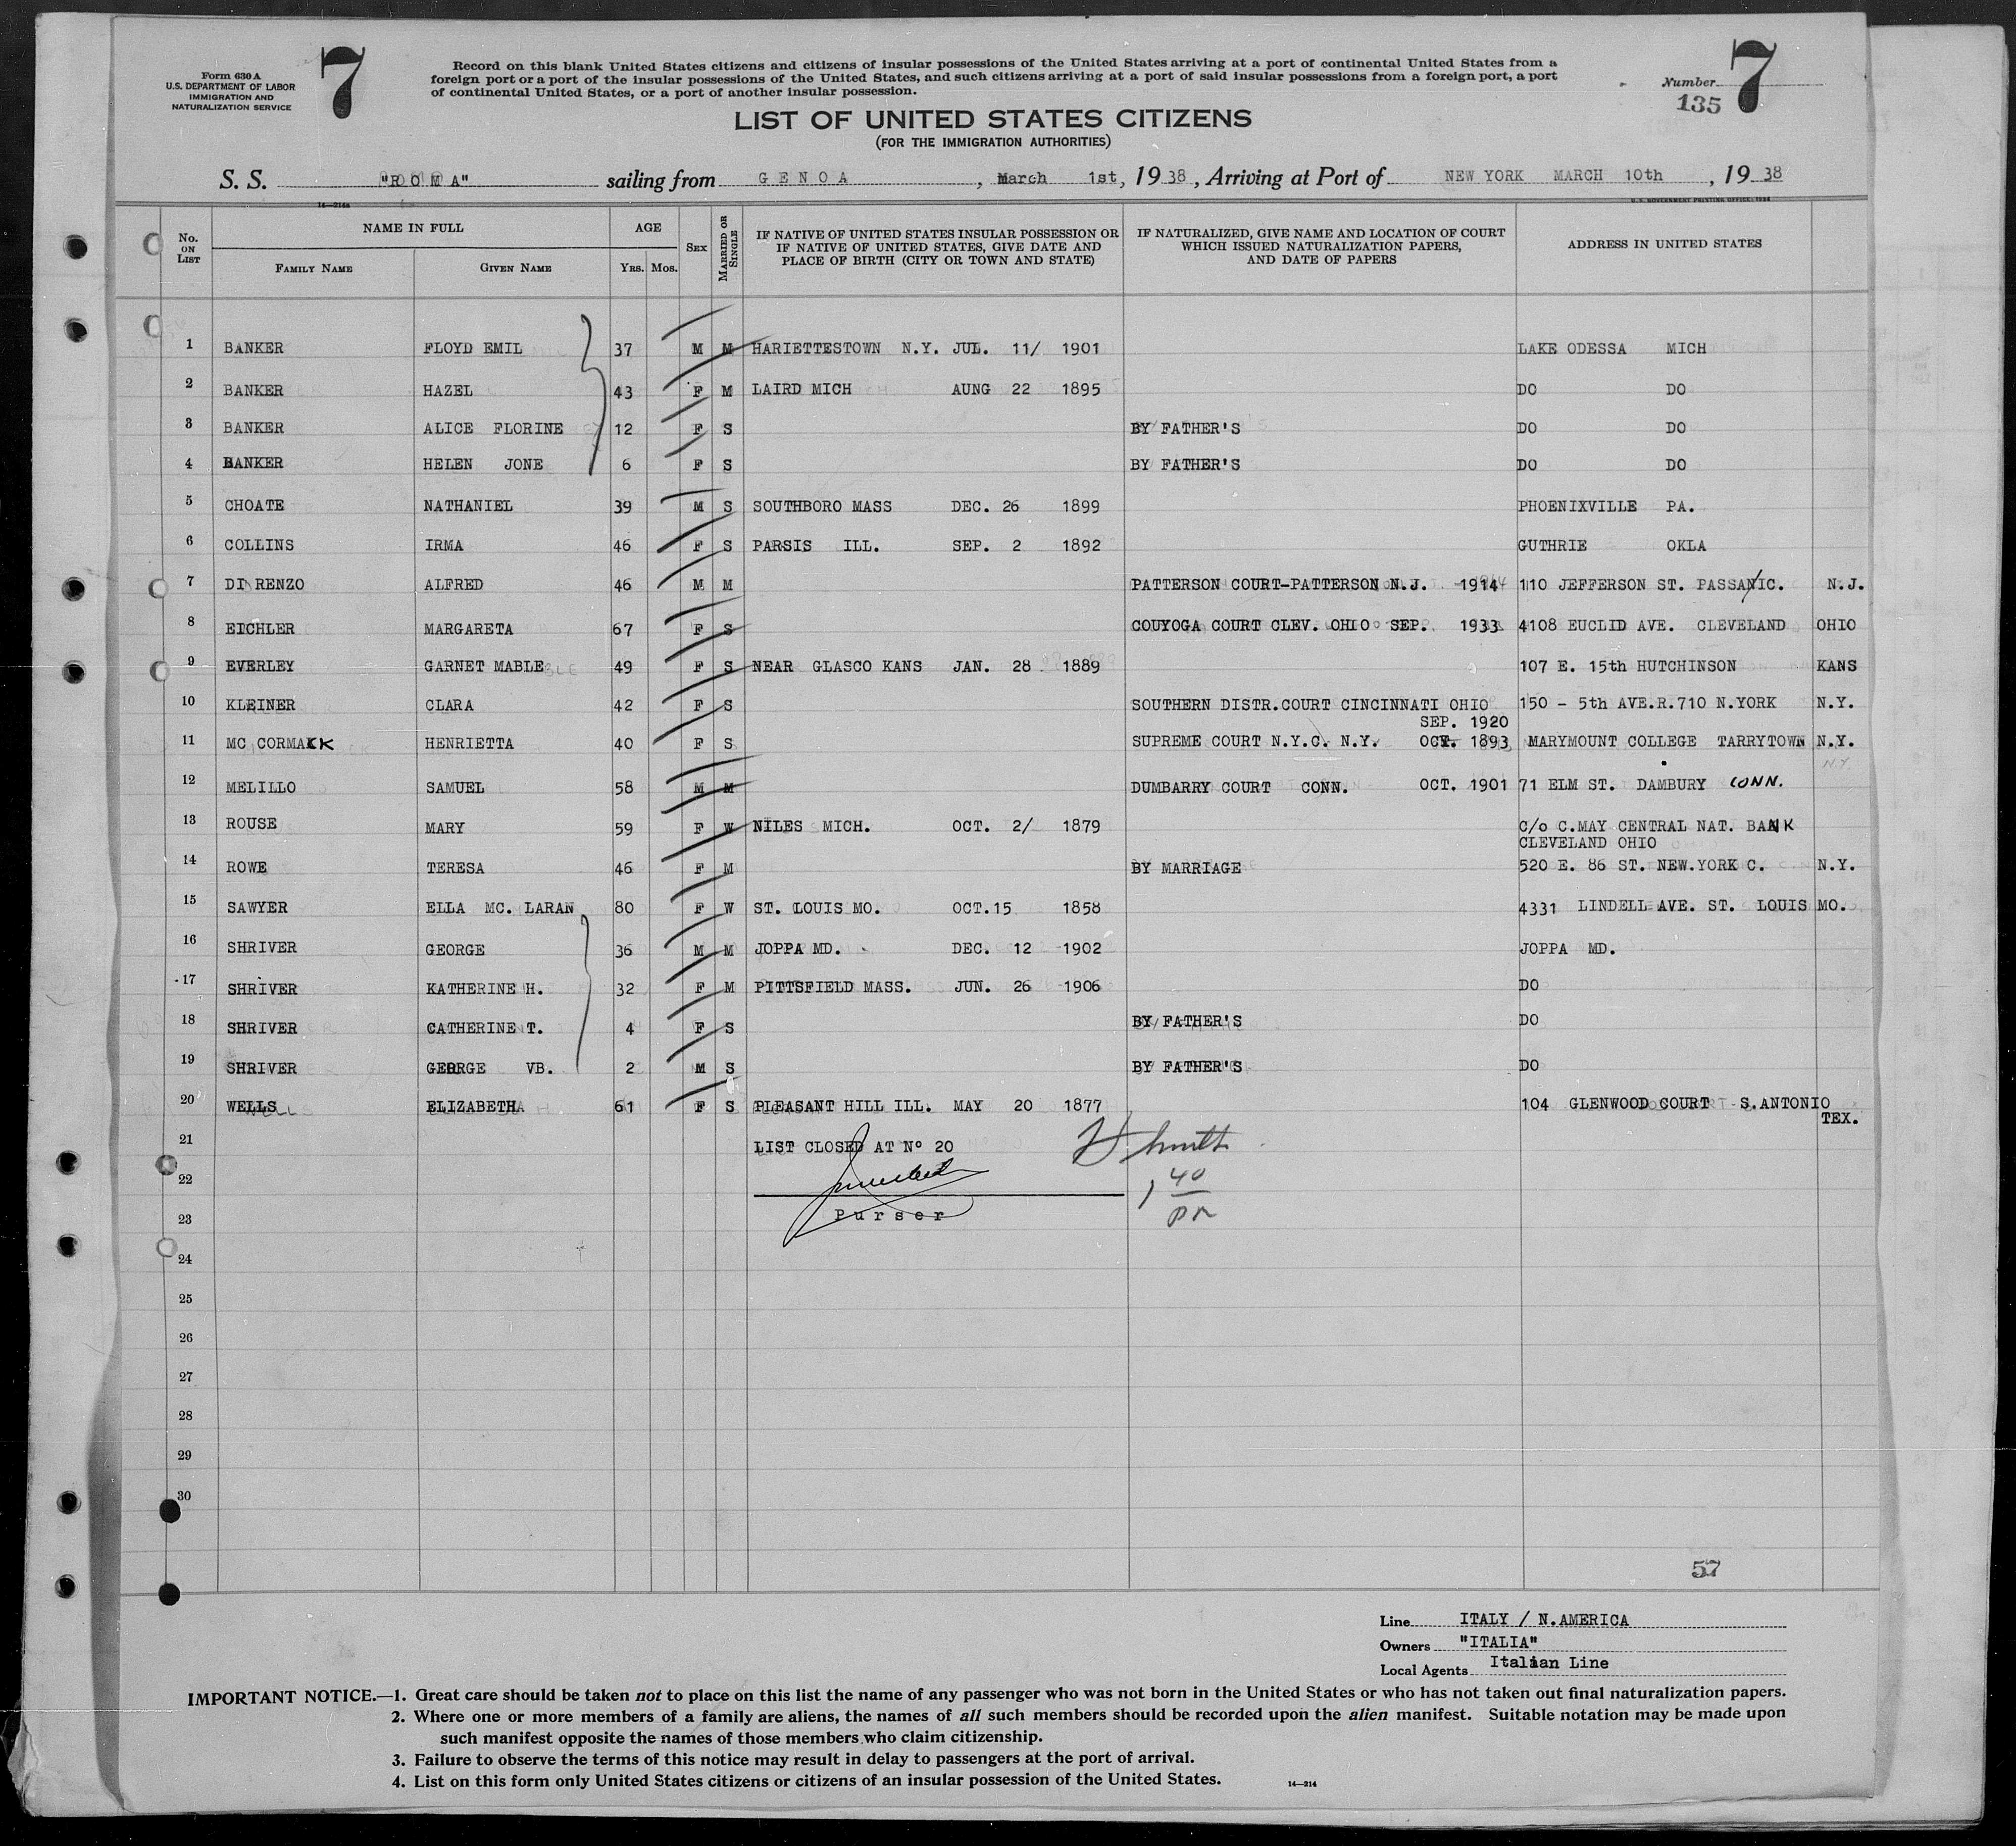 Form 630 A
U.S. DEPARTMENT OF LABOR
IMMIGRATION AND
NATURALIZATION SERVICE
7
Record on this blank United States citizens and citizens of insular possessions of the United States arriving at a port of continental United States from a
foreign port or a port of the insular possessions of the United States, and such citizens arriving at a port of said insular possessions from a foreign port, a port
of continental United States, or a port of another insular possession.
Number 7
135
LIST OF UNITED STATES CITIZENS
(FOR THE IMMIGRATION AUTHORITIES)
S. S. "ROMA" sailing from GENOA, March 1st, 1938, Arriving at Port of NEW YORK MARCH 10th, 1938
14—214a
U.S. GOVERNMENT PRINTING OFFICE: 1934
No. ON LIST NAME IN FULL AGE SEX MARRIED OR SINGLE IF NATIVE OF UNITED STATES INSULAR POSSESSION OR IF NATIVE OF UNITED STATES, GIVE DATE AND PLACE OF BIRTH (CITY OR TOWN AND STATE) IF NATURALIZED, GIVE NAME AND LOCATION OF COURT WHICH ISSUED NATURALIZATION PAPERS, AND DATE OF PAPERS ADDRESS IN UNITED STATES
FAMILY NAME GIVEN NAME YRS. MOS.
1 BANKER FLOYD EMIL 37 M M HARIETTESTOWN N.Y. JUL. 11/ 1901 LAKE ODESSA MICH
2 BANKER HAZEL 43 F M LAIRD MICH AUNG 22 1895 DO DO
3 BANKER ALICE FLORINE 12 F S BY FATHER'S DO DO
4 BANKER HELEN JONE 6 F S BY FATHER'S DO DO
5 CHOATE NATHANIEL 39 M S SOUTHBORO MASS DEC. 26 1899 PHOENIXVILLE PA.
6 COLLINS IRMA 46 F S PARSIS ILL. SEP. 2 1892 GUTHRIE OKLA
7 DI RENZO ALFRED 46 M M PATTERSON COURT-PATTERSON N.J. 1914 110 JEFFERSON ST. PASSANIC. N.J.
8 EICHLER MARGARETA 67 F S COUYOGA COURT CLEV. OHIO SEP. 1933 4108 EUCLID AVE. CLEVELAND OHIO
9 EVERLEY GARNET MABLE 49 F S NEAR GLASCO KANS JAN. 28 1889 107 E. 15th HUTCHINSON KANS
10 KLEINER CLARA 42 F S SOUTHERN DISTR.COURT CINCINNATI OHIO 150 - 5th AVE.R.710 N.YORK N.Y.
SEP. 1920
11 MC CORMAKK HENRIETTA 40 F S SUPREME COURT N.Y.C. N.Y. OCT. 1893 MARYMOUNT COLLEGE TARRYTOWN N.Y.
N.Y.
12 MELILLO SAMUEL 58 M M DUMBARRY COURT CONN. OCT. 1901 71 ELM ST. DAMBURY CONN.
13 ROUSE MARY 59 F W NILES MICH. OCT. 2/ 1879 C/o C.MAY CENTRAL NAT. BANK
CLEVELAND OHIO
14 ROWE TERESA 46 F M BY MARRIAGE 520 E. 86 ST. NEW.YORK C. N.Y.
15 SAWYER ELLA MC. LARAN 80 F W ST. LOUIS MO. OCT.15 1858 4331 LINDELL AVE. ST. LOUIS MO.
16 SHRIVER GEORGE 36 M M JOPPA MD. DEC. 12 1902 JOPPA MD.
17 SHRIVER KATHERINE H. 32 F M PITTSFIELD MASS. JUN. 26 1906 DO
18 SHRIVER CATHERINE T. 4 F S BY FATHER'S DO
19 SHRIVER GEORGE VB. 2 M S BY FATHER'S DO
20 WELLS ELIZABETH 61 F S PLEASANT HILL ILL. MAY 20 1877 104 GLENWOOD COURT S.ANTONIO
TEX.
21 LIST CLOSED AT Nº 20
22 1 40
23 Purser pm
24
25
26
27
28
29
30
57
Line ITALY / N.AMERICA
Owners "ITALIA"
Local Agents Italian Line
IMPORTANT NOTICE.—1. Great care should be taken not to place on this list the name of any passenger who was not born in the United States or who has not taken out final naturalization papers.
2. Where one or more members of a family are aliens, the names of all such members should be recorded upon the alien manifest. Suitable notation may be made upon
such manifest opposite the names of those members who claim citizenship.
3. Failure to observe the terms of this notice may result in delay to passengers at the port of arrival.
4. List on this form only United States citizens or citizens of an insular possession of the United States.
14—214